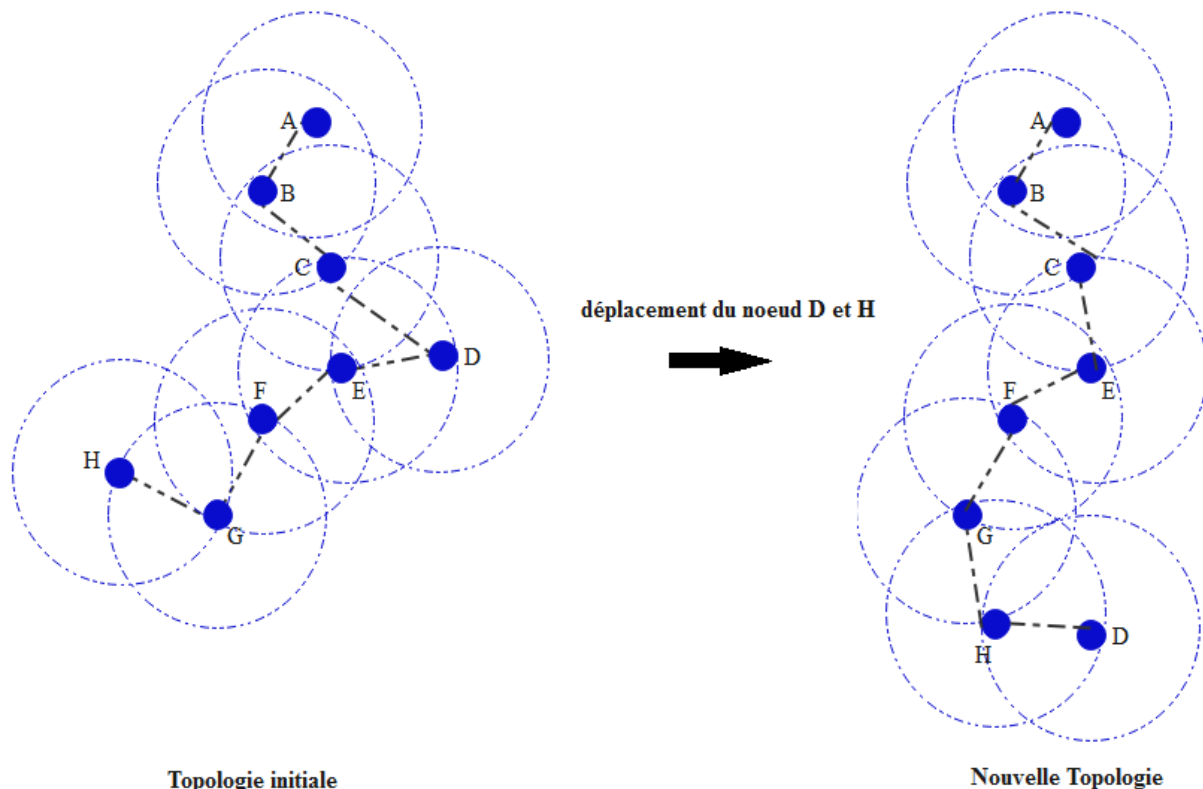 A
B
C
D
E
F
H
G
déplacement du noeud D et H
A
B
C
E
F
G
H
D
Topologie initiale
Nouvelle Topologie